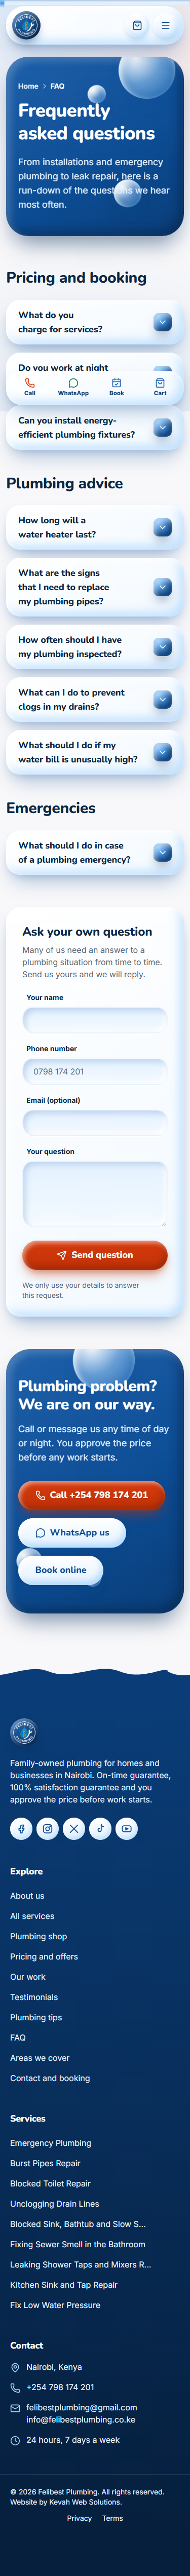 Home > FAQ
Frequently
asked questions
From installations and emergency
plumbing to leak repair, here is a
run-down of the questions we hear
most often.
Pricing and booking
What do you
charge for services?
Do you work at night
Call
WhatsApp
Book
Cart
Can you install energy-
efficient plumbing fixtures?
Plumbing advice
How long will a
water heater last?
What are the signs
that I need to replace
my plumbing pipes?
How often should I have
my plumbing inspected?
What can I do to prevent
clogs in my drains?
What should I do if my
water bill is unusually high?
Emergencies
What should I do in case
of a plumbing emergency?
Ask your own question
Many of us need an answer to a
plumbing situation from time to time.
Send us yours and we will reply.
Your name
Phone number
0798 174 201
Email (optional)
Your question
Send question
We only use your details to answer
this request.
Plumbing problem?
We are on our way.
Call or message us any time of day
or night. You approve the price
before any work starts.
Call +254 798 174 201
WhatsApp us
Book online
Family-owned plumbing for homes and
businesses in Nairobi. On-time guarantee,
100% satisfaction guarantee and you
approve the price before work starts.
Explore
About us
All services
Plumbing shop
Pricing and offers
Our work
Testimonials
Plumbing tips
FAQ
Areas we cover
Contact and booking
Services
Emergency Plumbing
Burst Pipes Repair
Blocked Toilet Repair
Unclogging Drain Lines
Blocked Sink, Bathtub and Slow S...
Fixing Sewer Smell in the Bathroom
Leaking Shower Taps and Mixers R...
Kitchen Sink and Tap Repair
Fix Low Water Pressure
Contact
Nairobi, Kenya
+254 798 174 201
felibestplumbing@gmail.com
info@felibestplumbing.co.ke
24 hours, 7 days a week
© 2026 Felibest Plumbing. All rights reserved.
Website by Kevah Web Solutions.
Privacy Terms